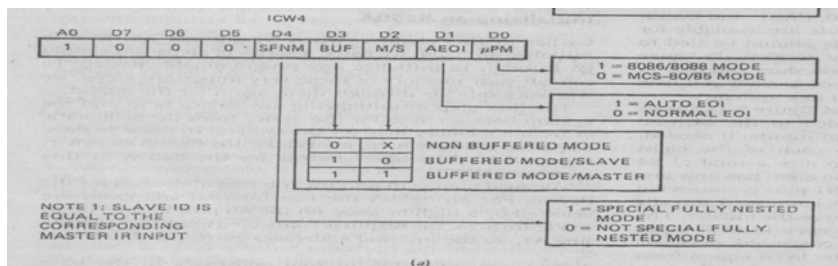 ICW4
A0 D7 D6 D5 D4 D3 D2 D1 D0
1 0 0 0 SFNM BUF M/S AEOI μPM
1 = 8086/8088 MODE
0 = MCS-80/85 MODE
1 = AUTO EOI
0 = NORMAL EOI
0 X NON BUFFERED MODE
1 0 BUFFERED MODE/SLAVE
1 1 BUFFERED MODE/MASTER
NOTE 1: SLAVE ID IS
EQUAL TO THE
CORRESPONDING
MASTER IR INPUT
1 = SPECIAL FULLY NESTED
MODE
0 = NOT SPECIAL FULLY
NESTED MODE
(a)